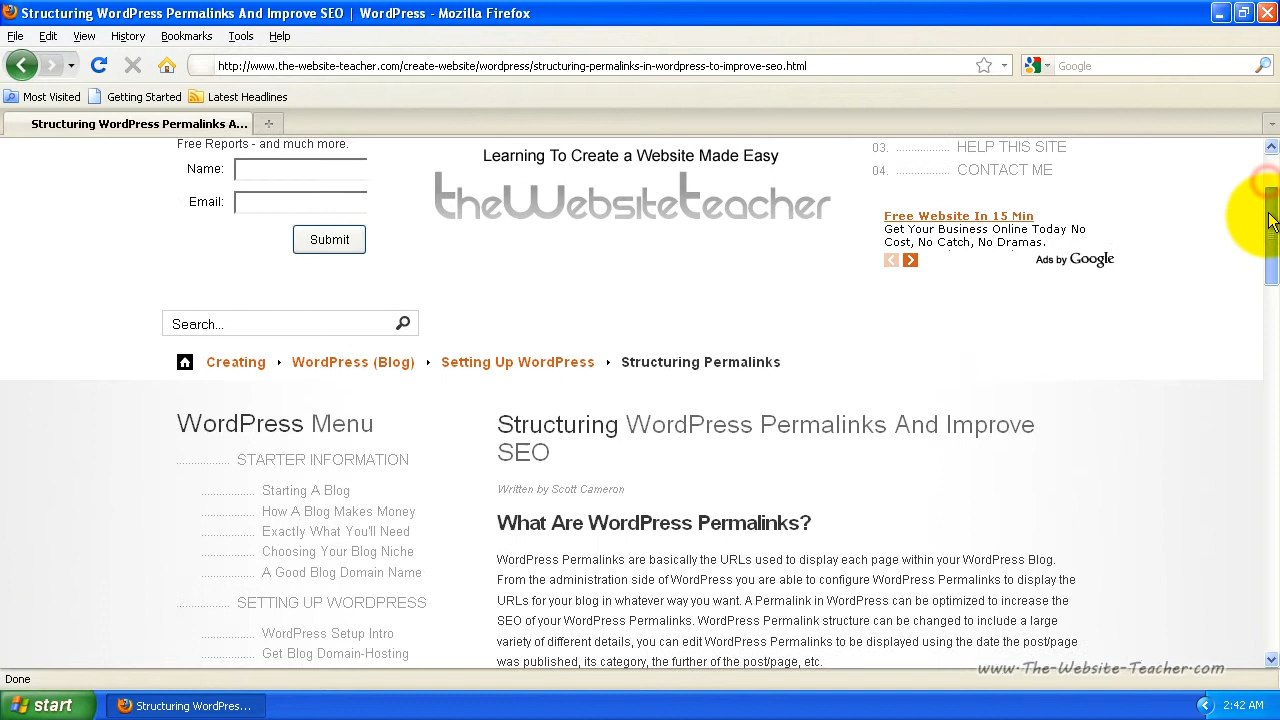 Structuring WordPress Permalinks And Improve SEO | WordPress - Mozilla Firefox
File Edit View History Bookmarks Tools Help
http://www.the-website-teacher.com/create-website/wordpress/structuring-permalinks-in-wordpress-to-improve-seo.html
Google
Most Visited Getting Started Latest Headlines
Structuring WordPress Permalinks A...
Free Reports - and much more.
Name:
Email:
Submit
Learning To Create a Website Made Easy
theWebsiteTeacher
03. HELP THIS SITE
04. CONTACT ME
Free Website In 15 Min
Get Your Business Online Today No
Cost, No Catch, No Dramas.
Ads by Google
Search...
Creating WordPress (Blog) Setting Up WordPress Structuring Permalinks
WordPress Menu
STARTER INFORMATION
Starting A Blog
How A Blog Makes Money
Exactly What You'll Need
Choosing Your Blog Niche
A Good Blog Domain Name
SETTING UP WORDPRESS
WordPress Setup Intro
Get Blog Domain-Hosting
Structuring WordPress Permalinks And Improve
SEO
Written by Scott Cameron
What Are WordPress Permalinks?
WordPress Permalinks are basically the URLs used to display each page within your WordPress Blog.
From the administration side of WordPress you are able to configure WordPress Permalinks to display the
URLs for your blog in whatever way you want. A Permalink in WordPress can be optimized to increase the
SEO of your WordPress Permalinks. WordPress Permalink structure can be changed to include a large
variety of different details, you can edit WordPress Permalinks to be displayed using the date the post/page
was published, its category, the further of the post/page, etc.
www.The-Website-Teacher.com
Done
start
Structuring WordPres...
2:42 AM